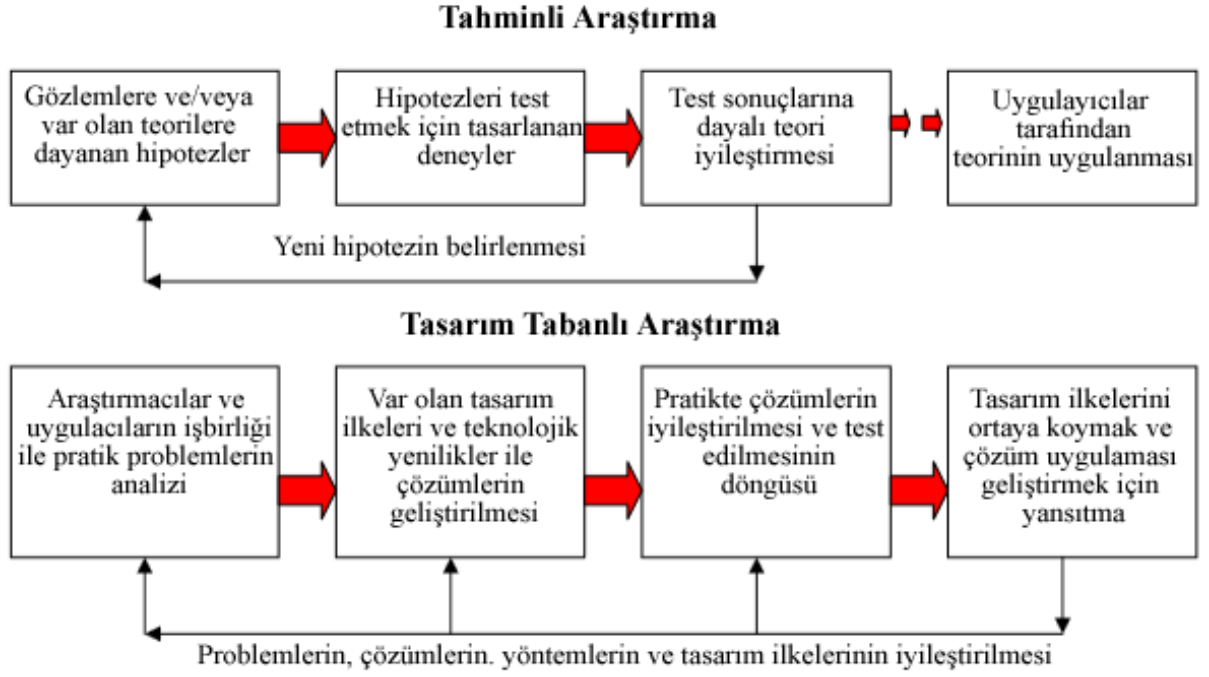 Tahminli Araştırma
Gözlemlere ve/veya
var olan teorilere
dayanan hipotezler
Hipotezleri test
etmek için tasarlanan
deneyler
Test sonuçlarına
dayalı teori
iyileştirmesi
Uygulayıcılar
tarafından
teorinin uygulanması
Yeni hipotezin belirlenmesi
Tasarım Tabanlı Araştırma
Araştırmacılar ve
uygulacıların işbirliği
ile pratik problemlerin
analizi
Var olan tasarım
ilkeleri ve teknolojik
yenilikler ile
çözümlerin
geliştirilmesi
Pratikte çözümlerin
iyileştirilmesi ve test
edilmesinin
döngüsü
Tasarım ilkelerini
ortaya koymak ve
çözüm uygulaması
geliştirmek için
yansıtma
Problemlerin, çözümlerin. yöntemlerin ve tasarım ilkelerinin iyileştirilmesi